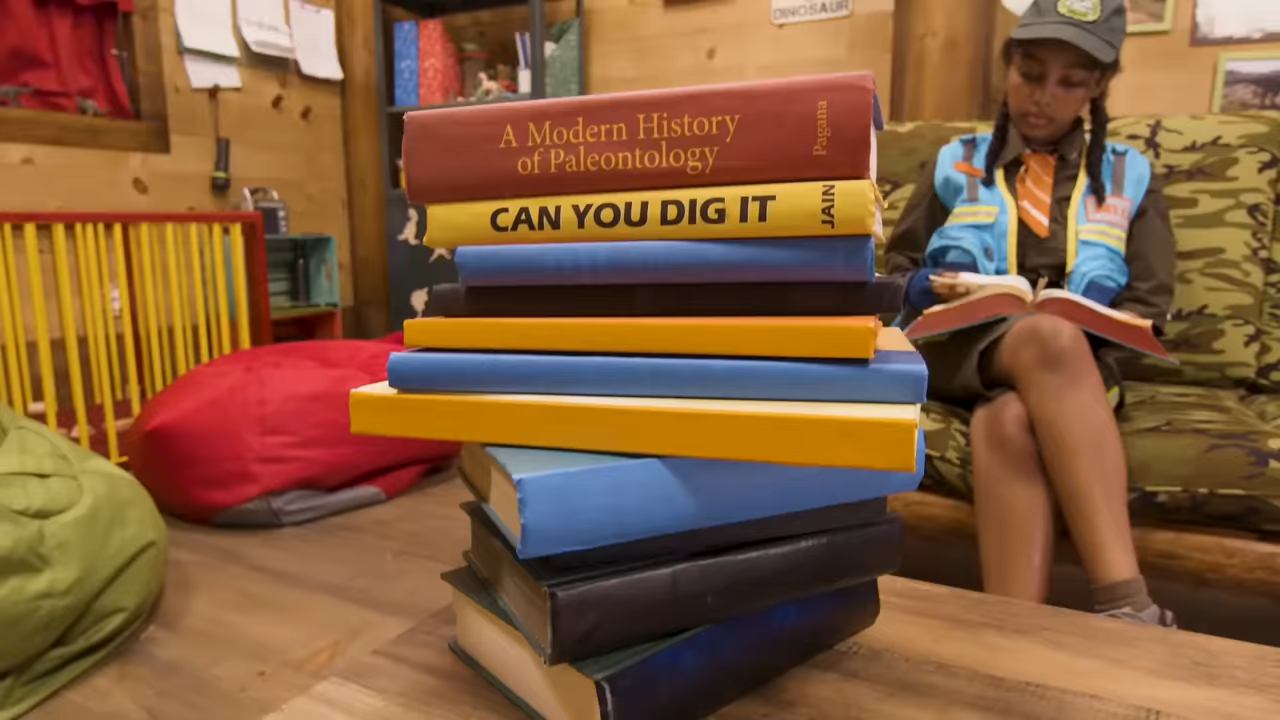 DINOSAUR
A Modern History
of Paleontology
Pagana
CAN YOU DIG IT
JAIN